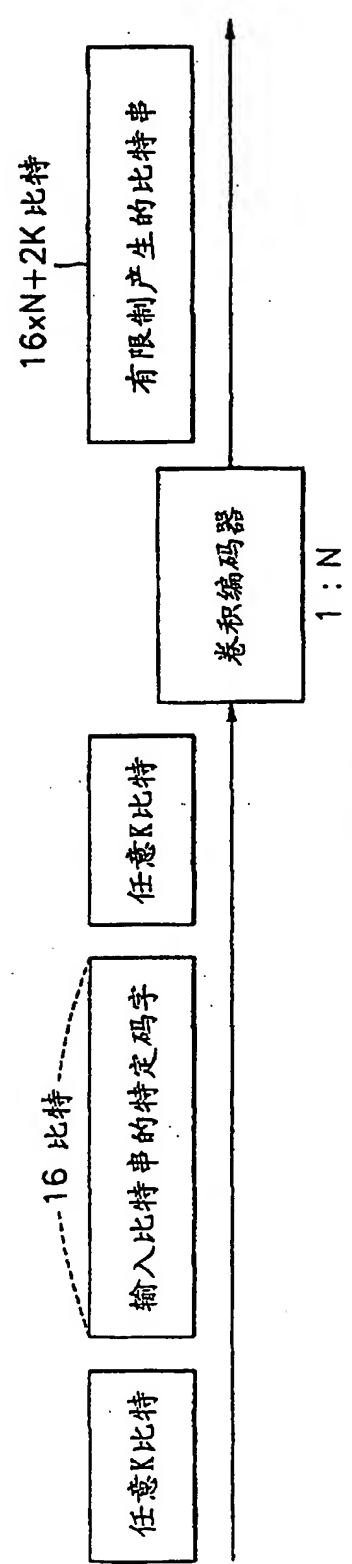 任意K比特
16 比特
输入比特串的特定码字
任意K比特
卷积编码器
1 : N
16xN+2K 比特
有限制产生的比特串